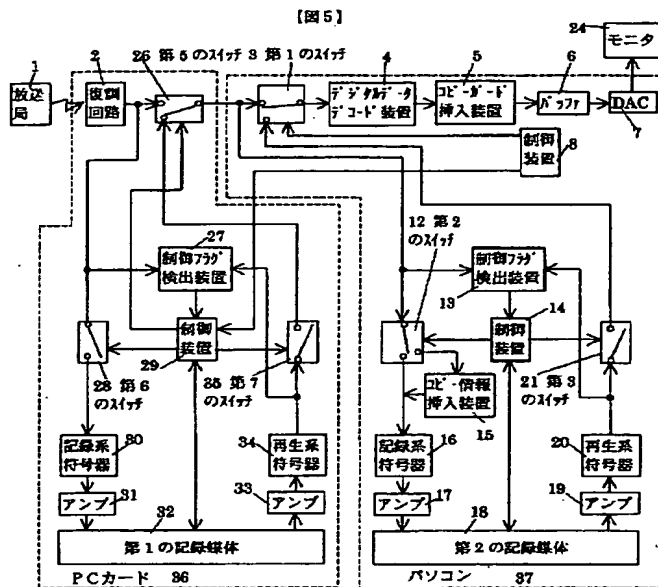 【図5】
24
モニタ
1
放送
局
2
復調
回路
26 第5のスイッチ
3 第1のスイッチ
4
デジタルデータ
デコード装置
5
コピーガード
挿入装置
6
バッファ
DAC
7
制御
装置
8
27
制御フラグ
検出装置
12 第2
のスイッチ
制御フラグ
検出装置
13
14
制御
装置
28 第6
のスイッチ
制御
装置
29
35 第7
のスイッチ
コピー情報
挿入装置
15
21 第3
のスイッチ
記録系
符号器
30
34
再生系
符号器
記録系
符号器
16
20
再生系
符号器
アンプ
31
33
アンプ
アンプ
17
19
アンプ
32
第1の記録媒体
18
第2の記録媒体
PCカード 36
パソコン 37